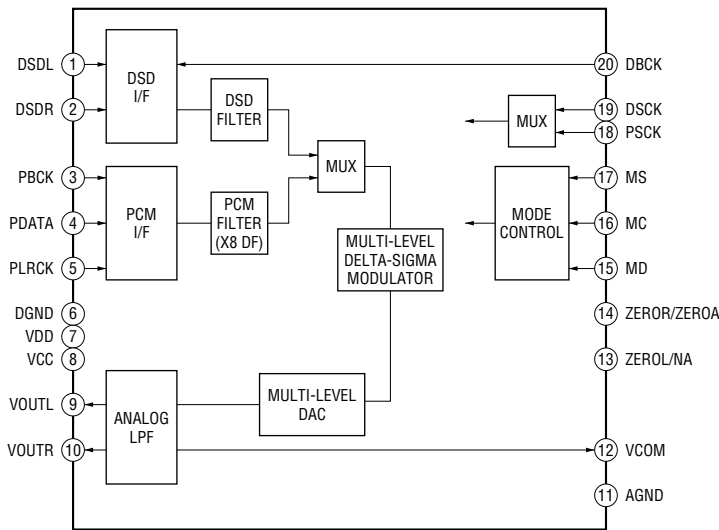 DSDL 1
DSD
I/F
20 DBCK
DSDR 2
DSD
FILTER
MUX
19 DSCK
18 PSCK
PBCK 3
PCM
I/F
PCM
FILTER
(X8 DF)
MUX
MODE
CONTROL
17 MS
PDATA 4
16 MC
PLRCK 5
MULTI-LEVEL
DELTA-SIGMA
MODULATOR
15 MD
DGND 6
14 ZEROR/ZEROA
VDD 7
VCC 8
13 ZEROL/NA
VOUTL 9
ANALOG
LPF
MULTI-LEVEL
DAC
VOUTR 10
12 VCOM
11 AGND